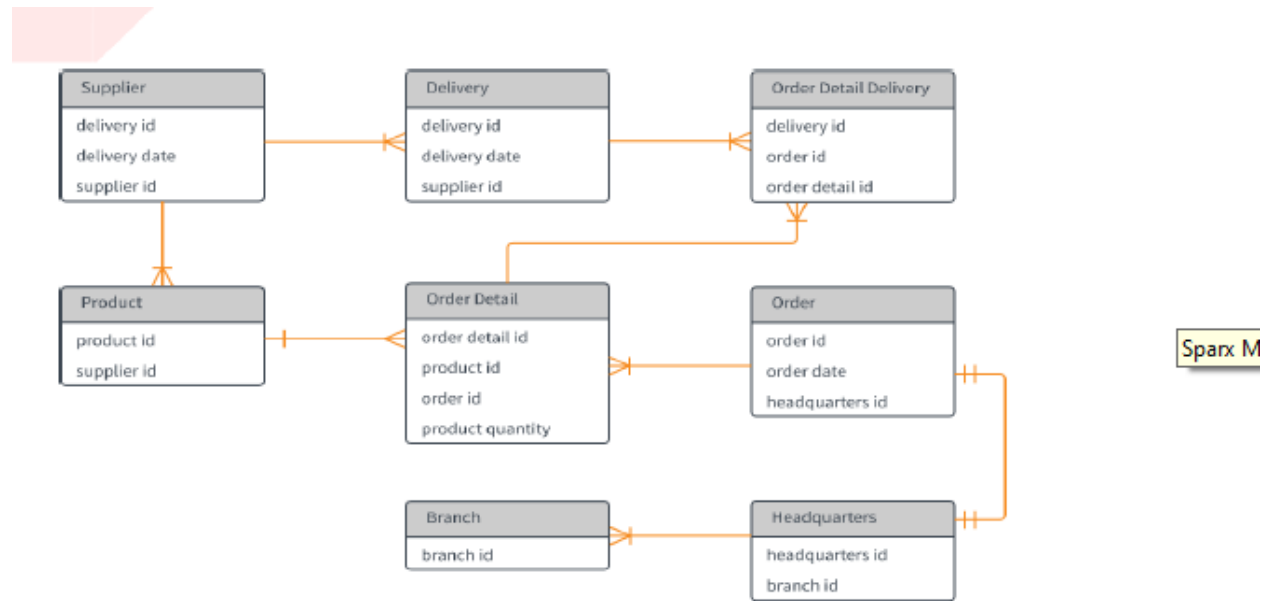 Supplier
delivery id
delivery date
supplier id
Delivery
delivery id
delivery date
supplier id
Order Detail Delivery
delivery id
order id
order detail id
Product
product id
supplier id
Order Detail
order detail id
product id
order id
product quantity
Order
order id
order date
headquarters id
Sparx M
Branch
branch id
Headquarters
headquarters id
branch id